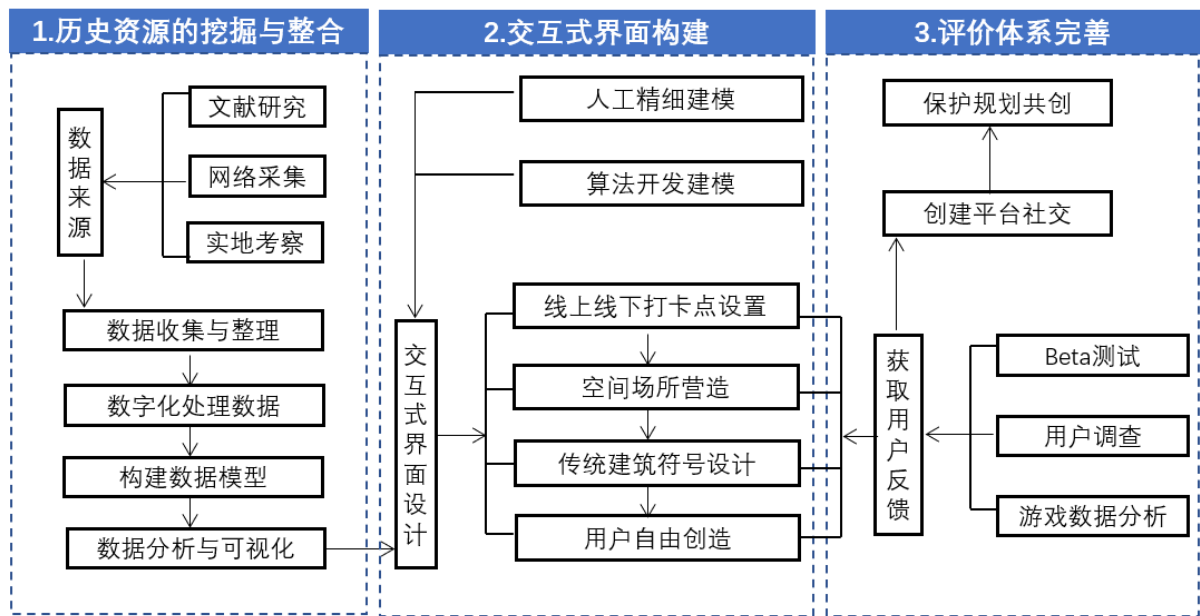 1.历史资源的挖掘与整合
数据来源
文献研究
网络采集
实地考察
数据收集与整理
数字化处理数据
构建数据模型
数据分析与可视化
2.交互式界面构建
人工精细建模
算法开发建模
交互式界面设计
线上线下打卡点设置
空间场所营造
传统建筑符号设计
用户自由创造
3.评价体系完善
保护规划共创
创建平台社交
获取用户反馈
Beta测试
用户调查
游戏数据分析